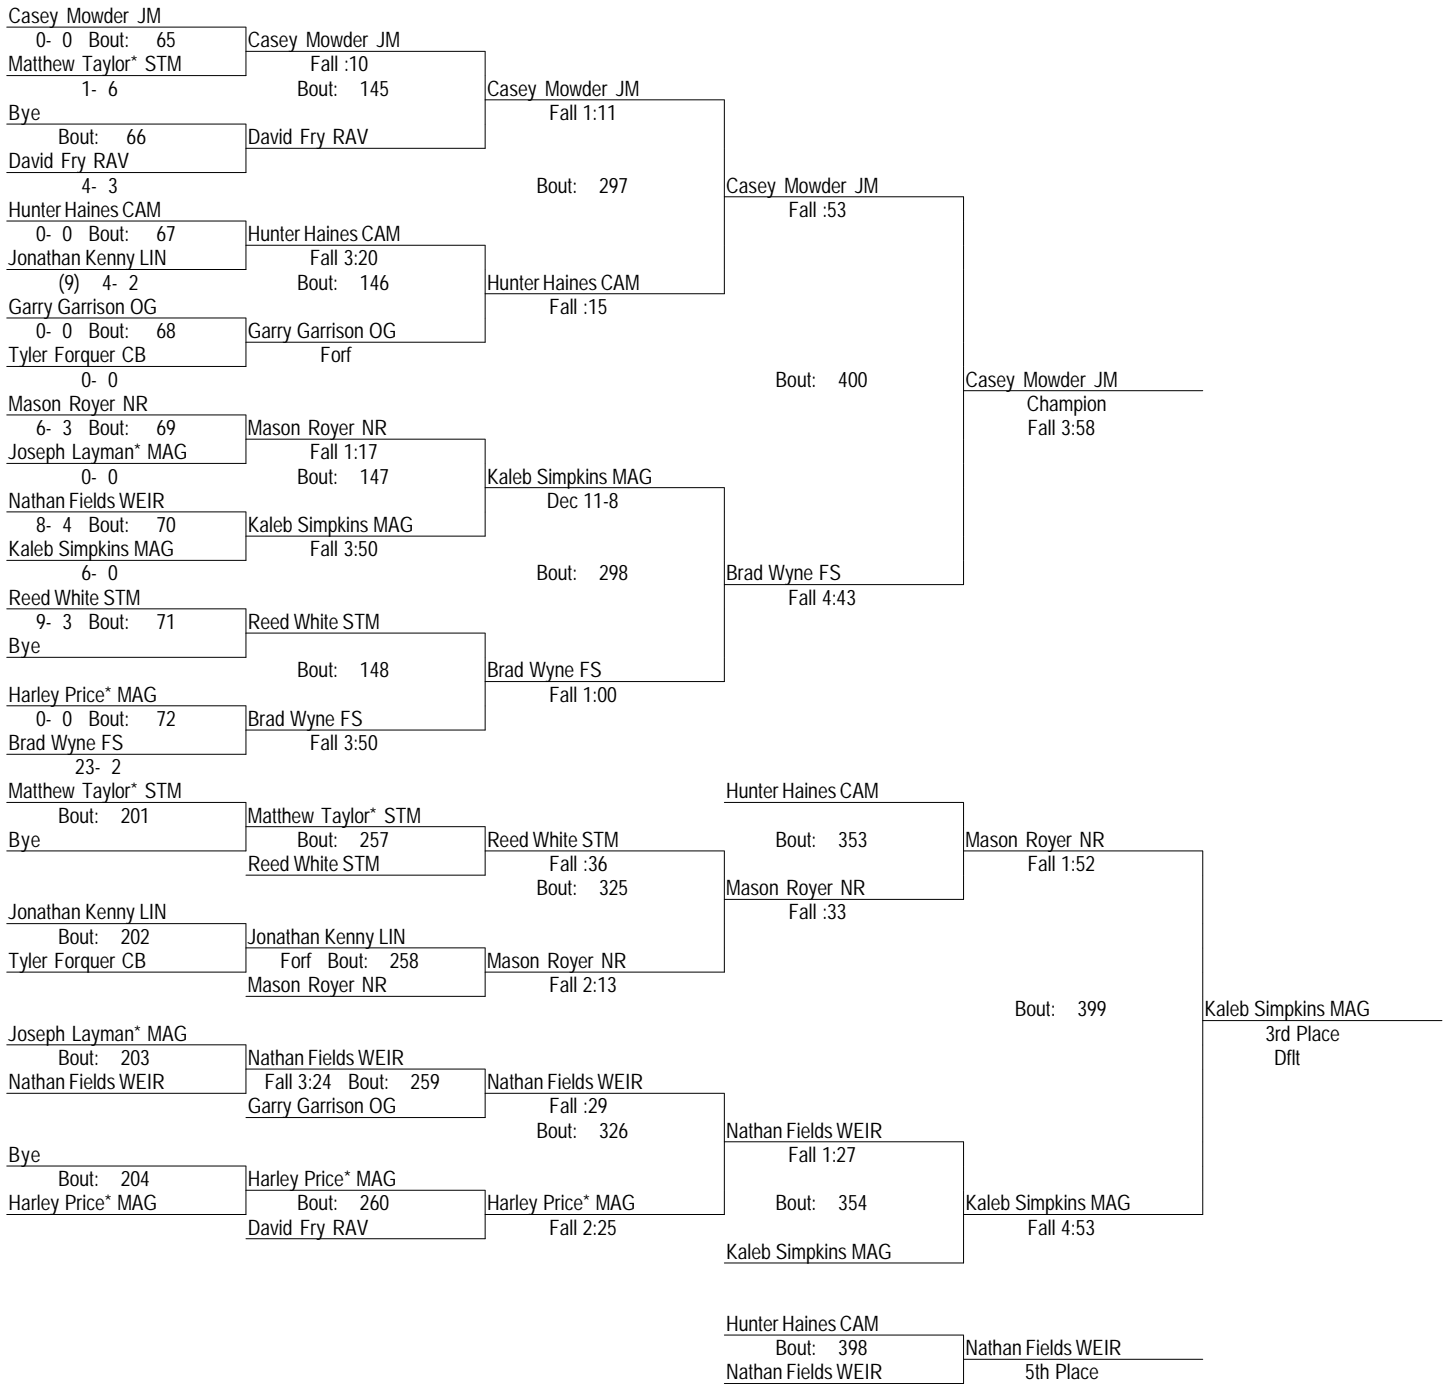 Casey Mowder JM
0- 0 Bout: 65 Casey Mowder JM
Matthew Taylor* STM Fall :10
1- 6 Bout: 145 Casey Mowder JM
Bye Fall 1:11
Bout: 66 David Fry RAV
David Fry RAV
4- 3 Bout: 297 Casey Mowder JM
Hunter Haines CAM Fall :53
0- 0 Bout: 67 Hunter Haines CAM
Jonathan Kenny LIN Fall 3:20
(9) 4- 2 Bout: 146 Hunter Haines CAM
Garry Garrison OG Fall :15
0- 0 Bout: 68 Garry Garrison OG
Tyler Forquer CB Forf
0- 0 Bout: 400 Casey Mowder JM
Mason Royer NR Champion
6- 3 Bout: 69 Mason Royer NR Fall 3:58
Joseph Layman* MAG Fall 1:17
0- 0 Bout: 147 Kaleb Simpkins MAG
Nathan Fields WEIR Dec 11-8
8- 4 Bout: 70 Kaleb Simpkins MAG
Kaleb Simpkins MAG Fall 3:50
6- 0 Bout: 298 Brad Wyne FS
Reed White STM Fall 4:43
9- 3 Bout: 71 Reed White STM
Bye
Bout: 148 Brad Wyne FS
Harley Price* MAG Fall 1:00
0- 0 Bout: 72 Brad Wyne FS
Brad Wyne FS Fall 3:50
23- 2
Matthew Taylor* STM Hunter Haines CAM
Bout: 201 Matthew Taylor* STM
Bye Bout: 257 Reed White STM Bout: 353 Mason Royer NR
Reed White STM Fall :36 Fall 1:52
Bout: 325 Mason Royer NR
Jonathan Kenny LIN Fall :33
Bout: 202 Jonathan Kenny LIN
Tyler Forquer CB Forf Bout: 258 Mason Royer NR
Mason Royer NR Fall 2:13
Bout: 399 Kaleb Simpkins MAG
Joseph Layman* MAG 3rd Place
Bout: 203 Nathan Fields WEIR Dflt
Nathan Fields WEIR Fall 3:24 Bout: 259 Nathan Fields WEIR
Garry Garrison OG Fall :29
Bout: 326 Nathan Fields WEIR
Bye Fall 1:27
Bout: 204 Harley Price* MAG
Harley Price* MAG Bout: 260 Harley Price* MAG Bout: 354 Kaleb Simpkins MAG
David Fry RAV Fall 2:25 Fall 4:53
Kaleb Simpkins MAG
Hunter Haines CAM
Bout: 398 Nathan Fields WEIR
Nathan Fields WEIR 5th Place